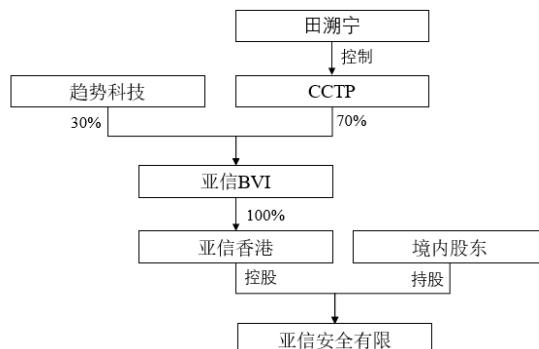 田溯宁
控制
趋势科技
CCTP
30%
70%
亚信BVI
100%
亚信香港
境内股东
控股
持股
亚信安全有限